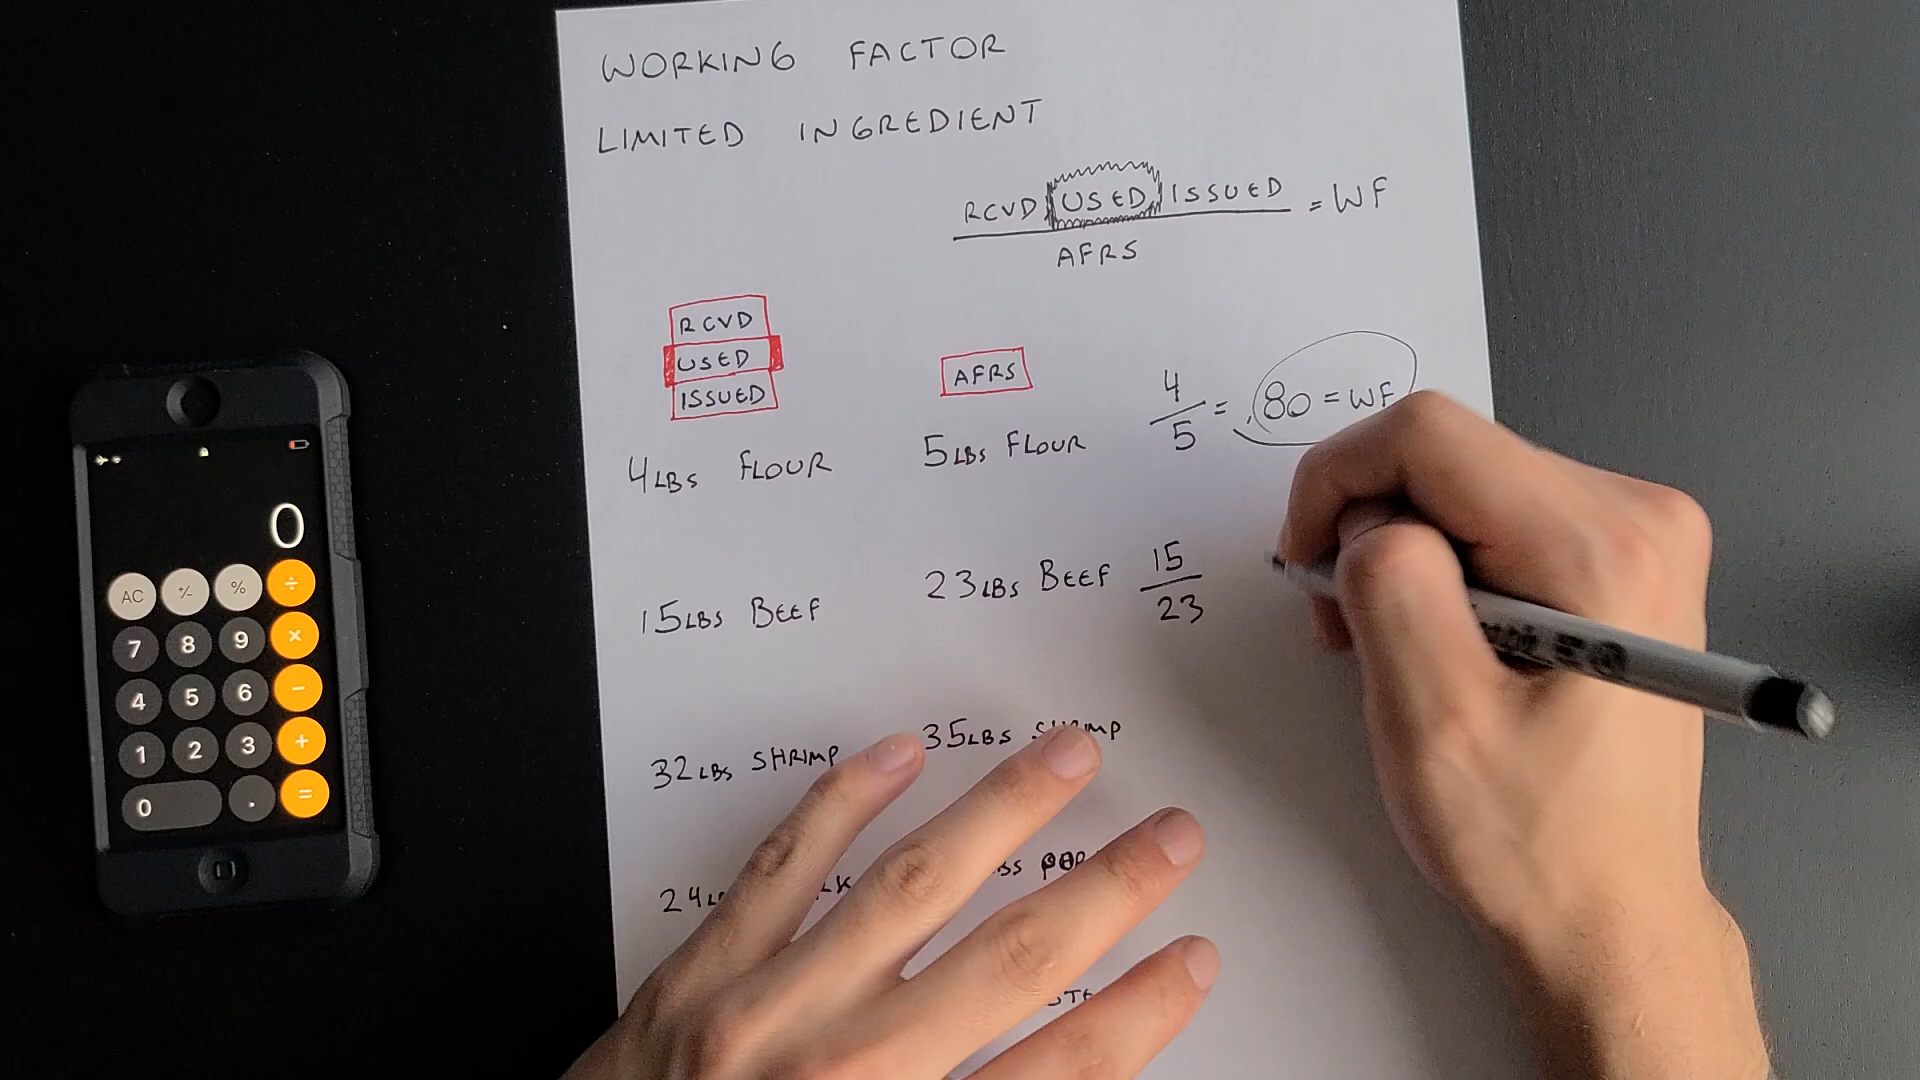 WORKING FACTOR
LIMITED INGREDIENT
RCVD USED ISSUED = WF
AFRS
RCVD
USED
ISSUED
AFRS
4
5
= .80 = WF
4LBS FLOUR
5LBS FLOUR
15LBS BEEF
23LBS BEEF
15
23
32LBS SHRIMP
35LBS
24
0
AC +/- % ÷
7 8 9 ×
4 5 6 −
1 2 3 +
0 . =